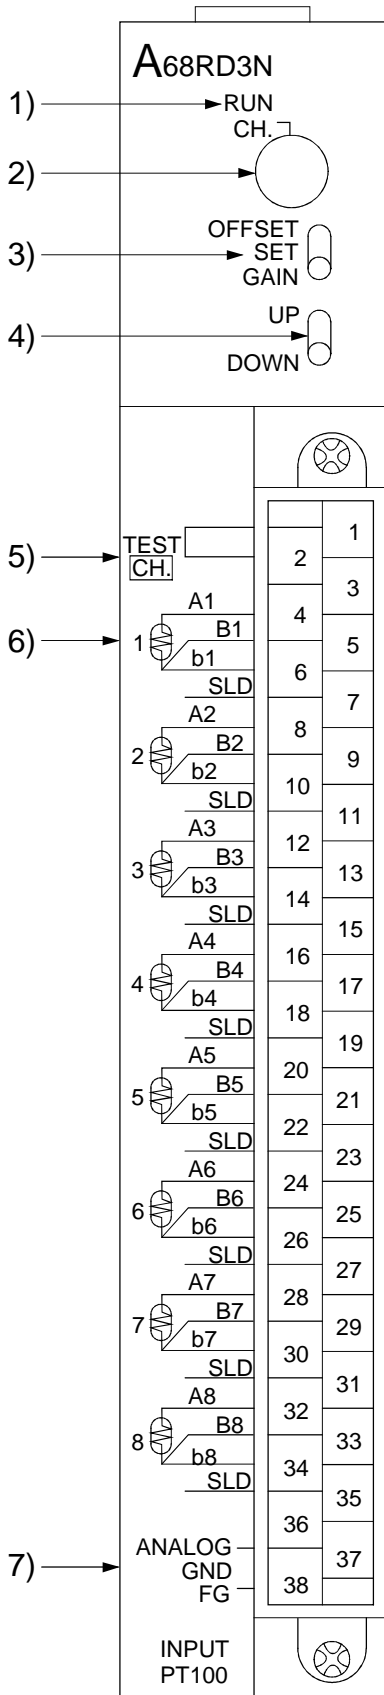 A68RD3N
1) RUN
CH.
2)
OFFSET
3) SET
GAIN
UP
4)
DOWN
1
5) TEST
2
CH.
3
A1
4
6) 1 B1
5
b1
6
SLD
7
A2
8
2 B2
9
b2
10
SLD
11
A3
12
3 B3
13
b3
14
SLD
15
A4
16
4 B4
17
b4
18
SLD
19
A5
20
5 B5
21
b5
22
SLD
23
A6
24
6 B6
25
b6
26
SLD
27
A7
28
7 B7
29
b7
30
SLD
31
A8
32
8 B8
33
b8
34
SLD
35
36
ANALOG
37
7) GND
38
FG
INPUT
PT100